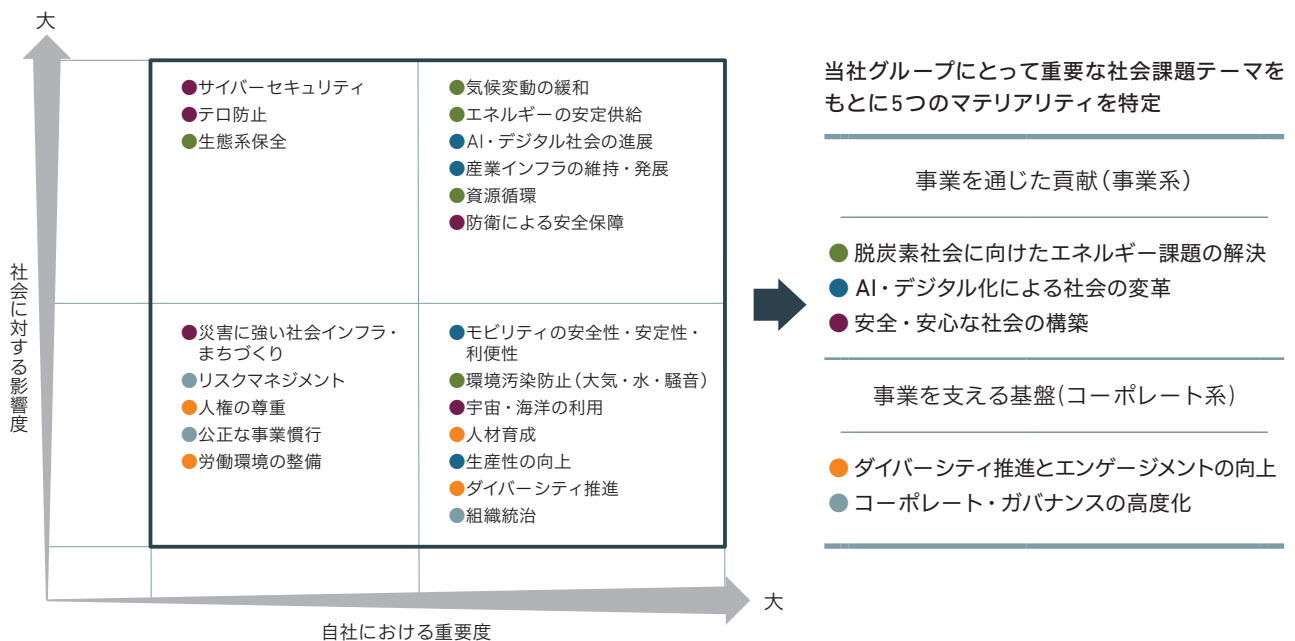 大
社会に対する影響度
●サイバーセキュリティ
●テロ防止
●生態系保全
●気候変動の緩和
●エネルギーの安定供給
●AI・デジタル社会の進展
●産業インフラの維持・発展
●資源循環
●防衛による安全保障
●災害に強い社会インフラ・
まちづくり
●リスクマネジメント
●人権の尊重
●公正な事業慣行
●労働環境の整備
●モビリティの安全性・安定性・
利便性
●環境汚染防止(大気・水・騒音)
●宇宙・海洋の利用
●人材育成
●生産性の向上
●ダイバーシティ推進
●組織統治
大
自社における重要度
当社グループにとって重要な社会課題テーマを
もとに5つのマテリアリティを特定
事業を通じた貢献(事業系)
●脱炭素社会に向けたエネルギー課題の解決
●AI・デジタル化による社会の変革
●安全・安心な社会の構築
事業を支える基盤(コーポレート系)
●ダイバーシティ推進とエンゲージメントの向上
●コーポレート・ガバナンスの高度化